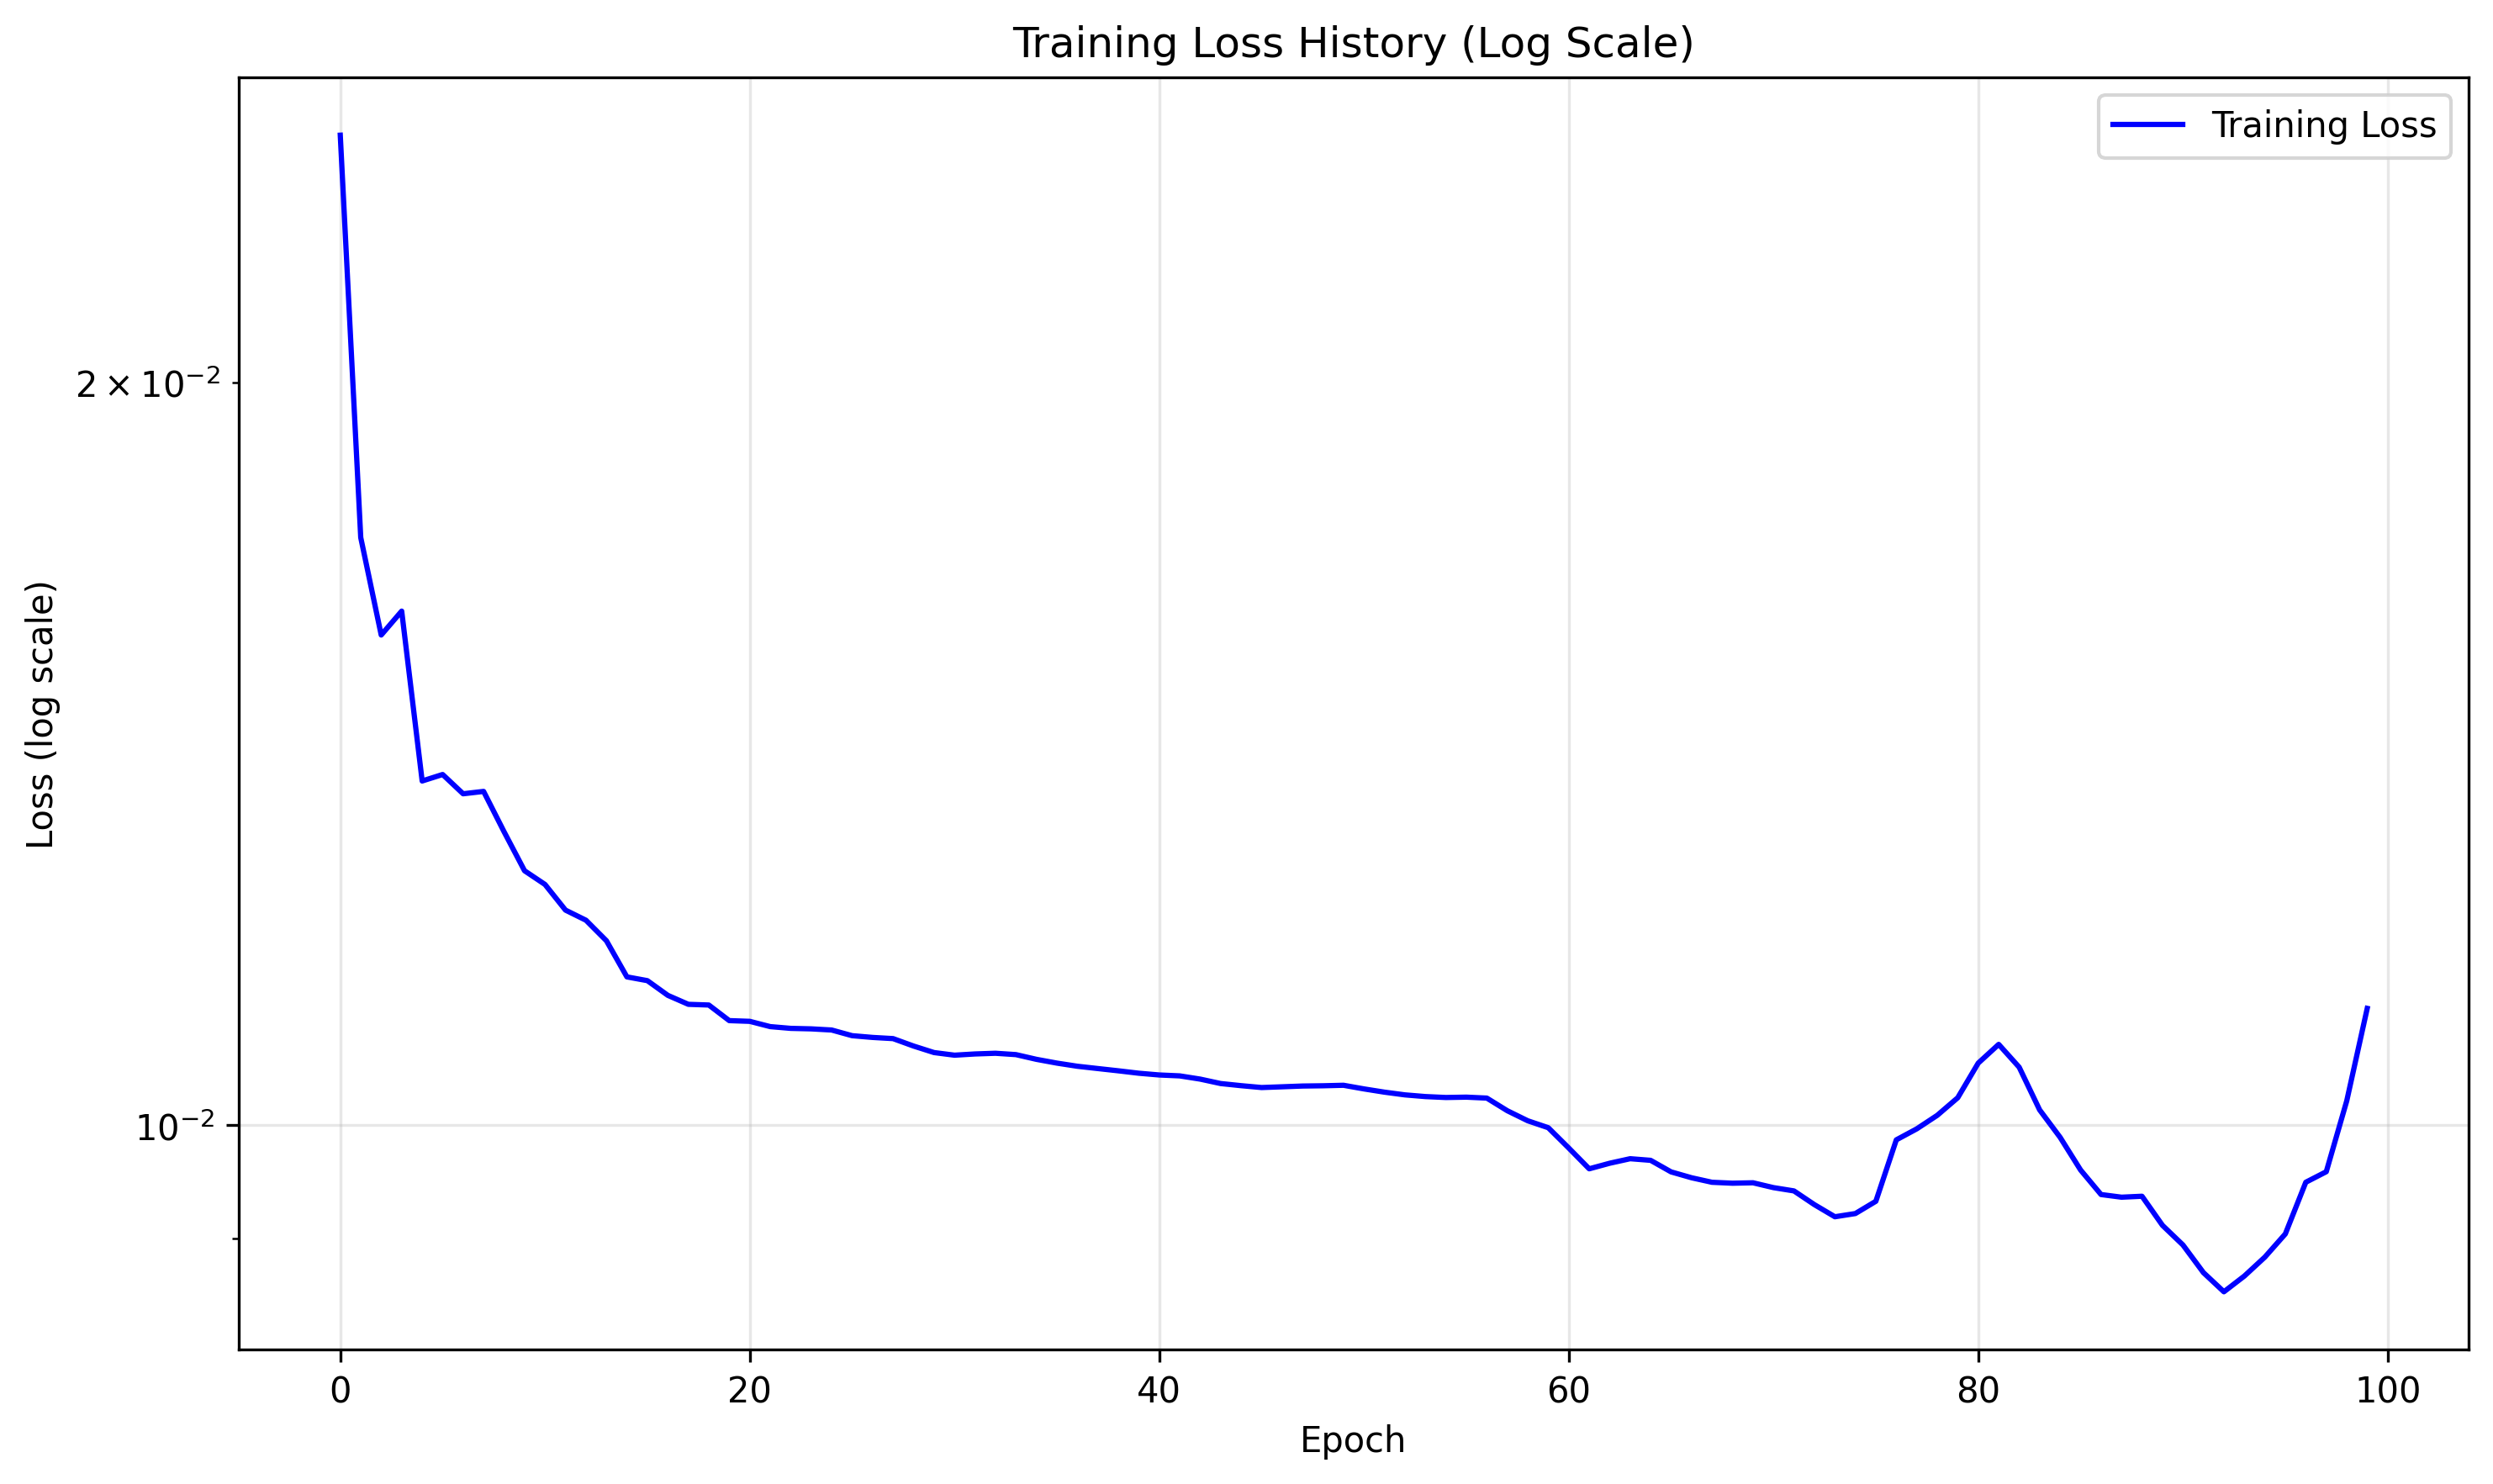 Training Loss History (Log Scale)
Training Loss
2 × 10⁻²
10⁻²
Loss (log scale)
0 20 40 60 80 100
Epoch